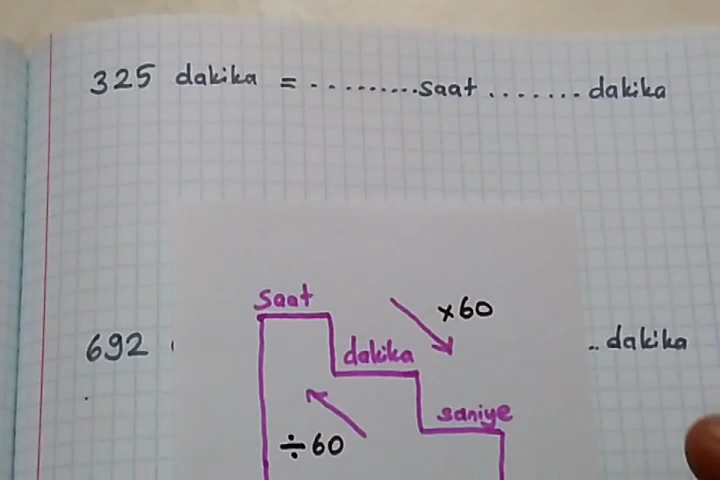 325 dakika = ..........saat ....... dakika
saat
×60
692 .. dakika
dakika
saniye
÷60